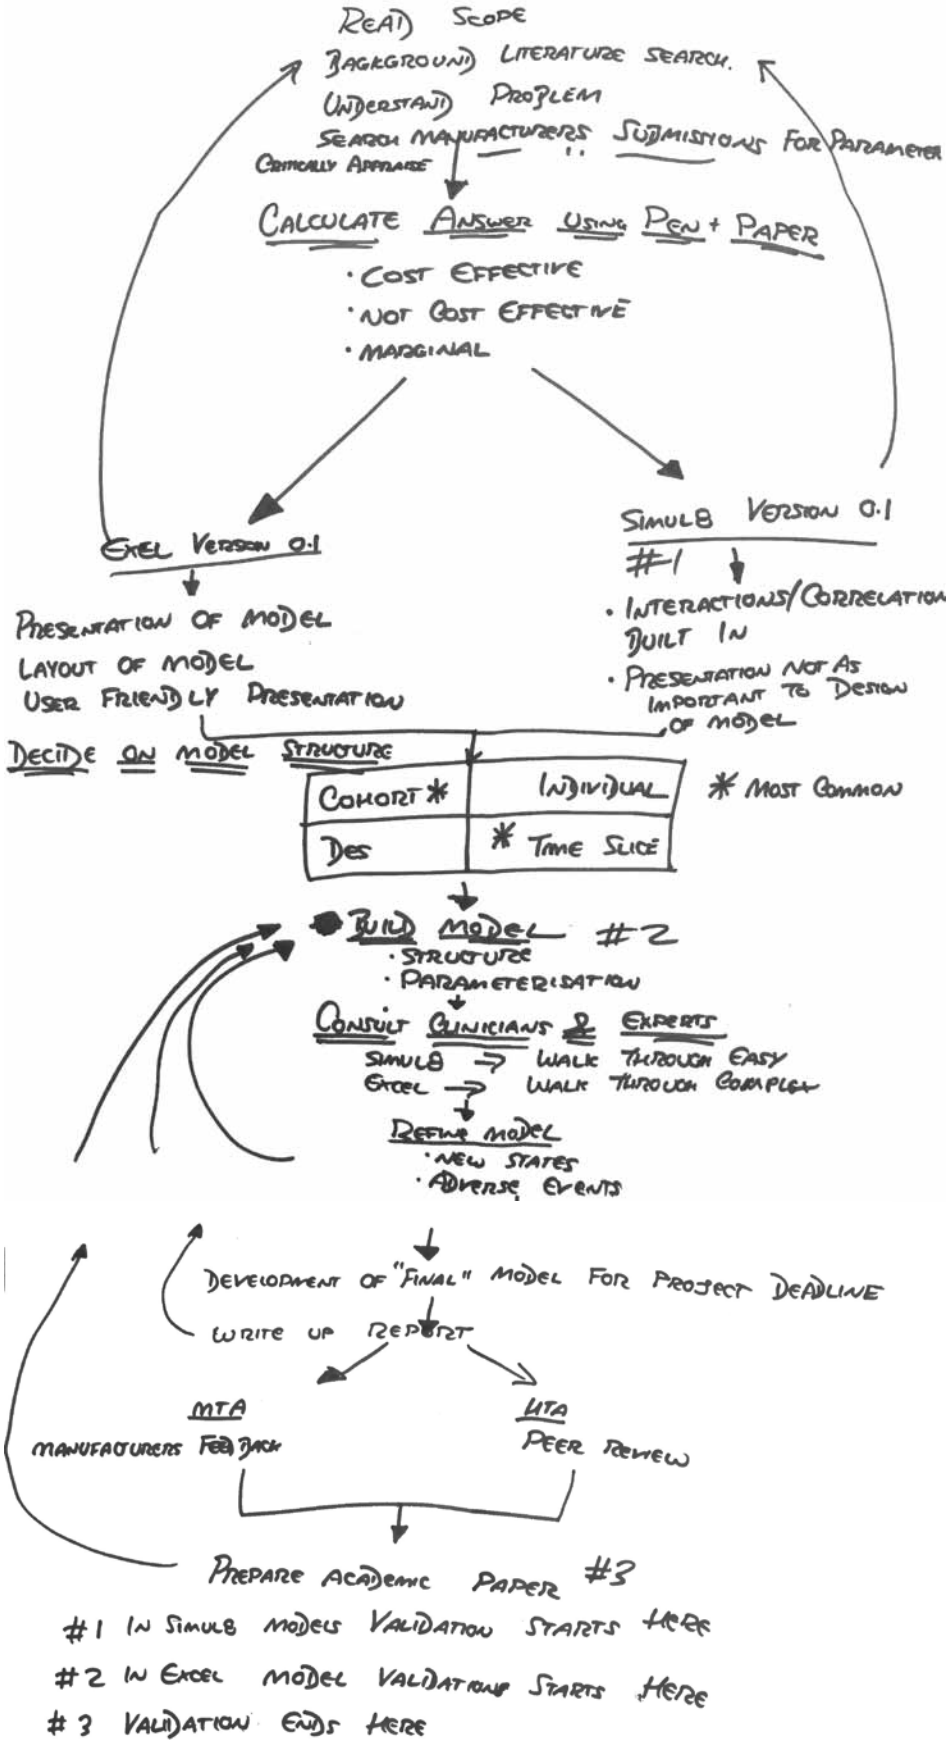 READ SCOPE
BACKGROUND LITERATURE SEARCH.
UNDERSTAND PROBLEM
SEARCH MANUFACTURERS SUBMISSIONS FOR PARAMETER
CRITICALLY APPRAISE
CALCULATE ANSWER USING PEN + PAPER
· COST EFFECTIVE
· NOT COST EFFECTIVE
· MARGINAL
EXEL VERSION 0.1
PRESENTATION OF MODEL
LAYOUT OF MODEL
USER FRIENDLY PRESENTATION
SIMUL8 VERSION 0.1
#1
· INTERACTIONS/CORRELATION
BUILT IN
· PRESENTATION NOT AS
IMPORTANT TO DESIGN
OF MODEL
DECIDE ON MODEL STRUCTURE
COHORT * INDIVIDUAL
DES * TIME SLICE
* MOST COMMON
BUILD MODEL #2
· STRUCTURE
· PARAMETERISATION
CONSULT CLINICIANS & EXPERTS
SIMUL8 → WALK THROUGH EASY
EXCEL → WALK THROUGH COMPLEX
REFINE MODEL
· NEW STATES
· ADVERSE EVENTS
DEVELOPMENT OF "FINAL" MODEL FOR PROJECT DEADLINE
WRITE UP REPORT
MTA
MANUFACTURERS FEEDBACK
HTA
PEER REVIEW
PREPARE ACADEMIC PAPER #3
#1 IN SIMUL8 MODELS VALIDATION STARTS HERE
#2 IN EXCEL MODEL VALIDATIONS STARTS HERE
#3 VALIDATION ENDS HERE